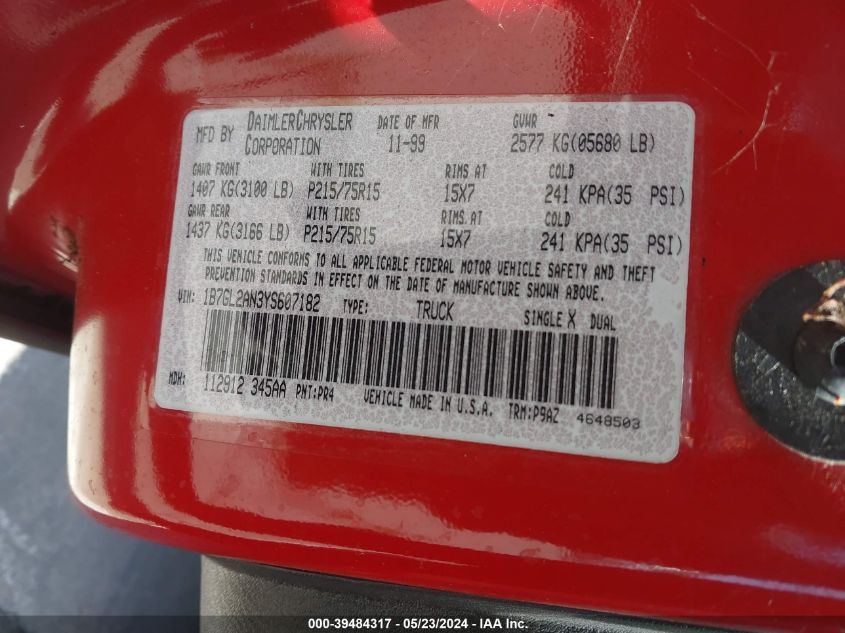 MFD BY DAIMLERCHRYSLER CORPORATION DATE OF MFR 11-99 GVWR 2577 KG(05680 LB)
GAWR FRONT WITH TIRES RIMS AT COLD
1407 KG(3100 LB) P215/75R15 15X7 241 KPA(35 PSI)
GAWR REAR WITH TIRES RIMS AT COLD
1437 KG(3166 LB) P215/75R15 15X7 241 KPA(35 PSI)
THIS VEHICLE CONFORMS TO ALL APPLICABLE FEDERAL MOTOR VEHICLE SAFETY AND THEFT
PREVENTION STANDARDS IN EFFECT ON THE DATE OF MANUFACTURE SHOWN ABOVE.
VIN: 1B7GL2AN3YS607182 TYPE: TRUCK SINGLE X DUAL
MDH: 112912 345AA PNT:PR4 VEHICLE MADE IN U.S.A. TRM:P9AZ 4648503
000-39484317 • 05/23/2024 • IAA Inc.